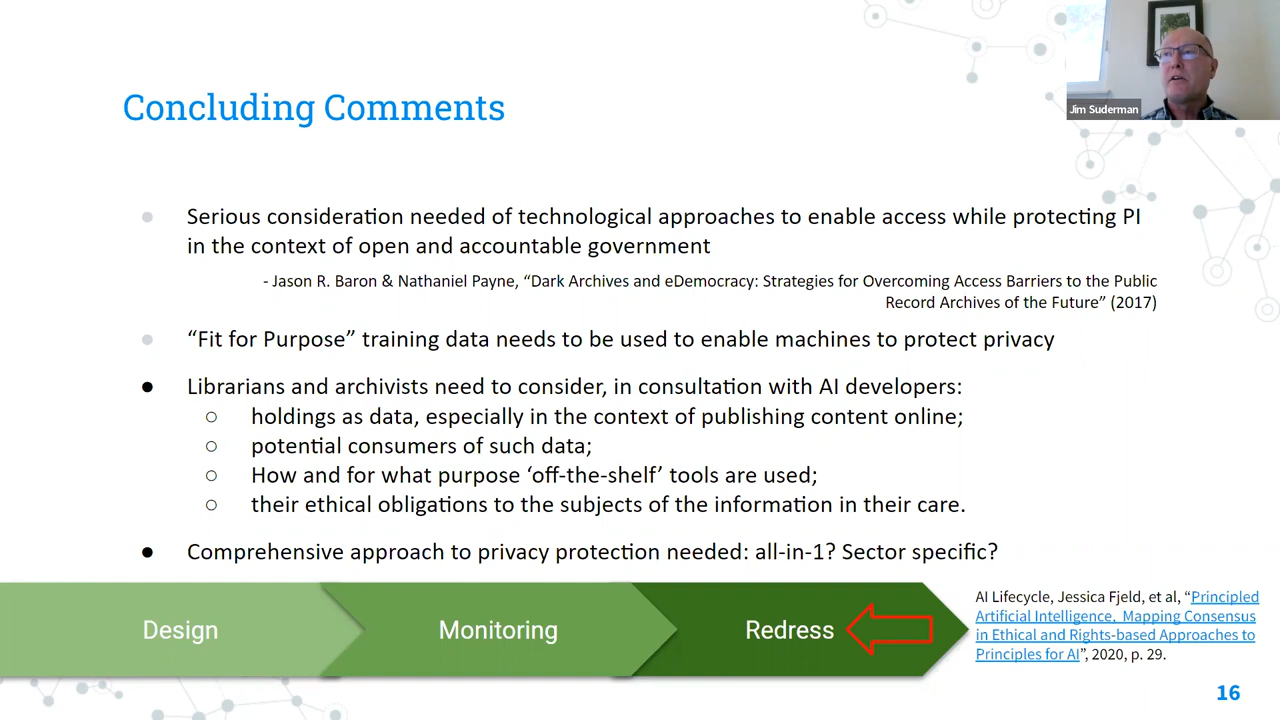 Concluding Comments
Jim Suderman
● Serious consideration needed of technological approaches to enable access while protecting PI
in the context of open and accountable government
- Jason R. Baron & Nathaniel Payne, “Dark Archives and eDemocracy: Strategies for Overcoming Access Barriers to the Public
Record Archives of the Future” (2017)
● “Fit for Purpose” training data needs to be used to enable machines to protect privacy
● Librarians and archivists need to consider, in consultation with AI developers:
○ holdings as data, especially in the context of publishing content online;
○ potential consumers of such data;
○ How and for what purpose ‘off-the-shelf’ tools are used;
○ their ethical obligations to the subjects of the information in their care.
● Comprehensive approach to privacy protection needed: all-in-1? Sector specific?
Design
Monitoring
Redress
AI Lifecycle, Jessica Fjeld, et al, “Principled
Artificial Intelligence, Mapping Consensus
in Ethical and Rights-based Approaches to
Principles for AI”, 2020, p. 29.
16